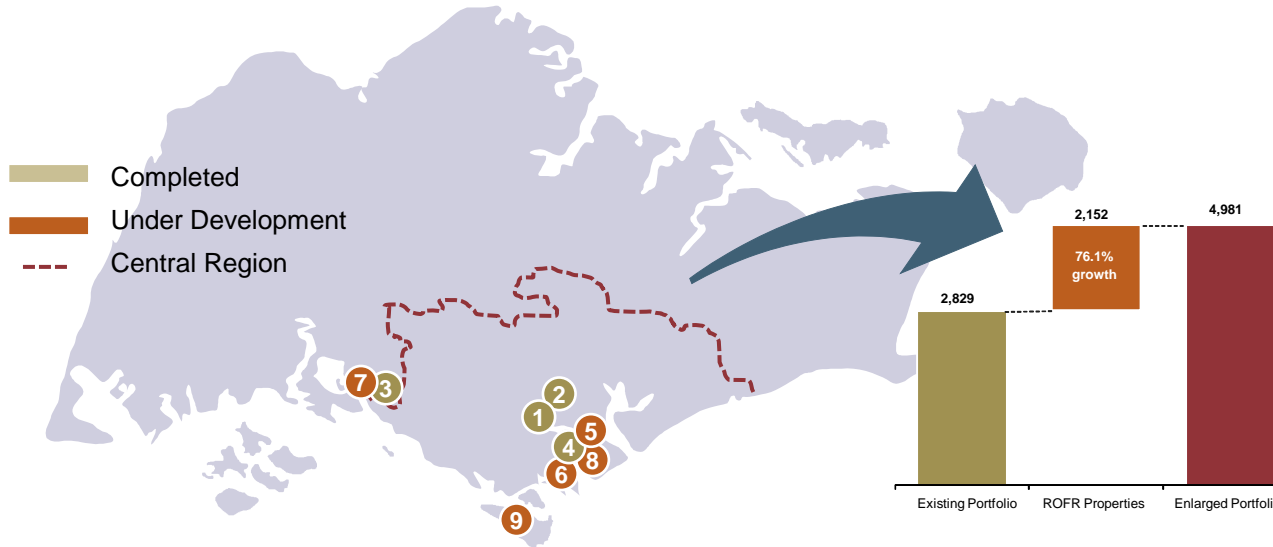 Completed
Under Development
Central Region
7
3
2
1
5
4
8
6
9
2,152
4,981
76.1%
growth
2,829
Existing Portfolio
ROFR Properties
Enlarged Portfoli